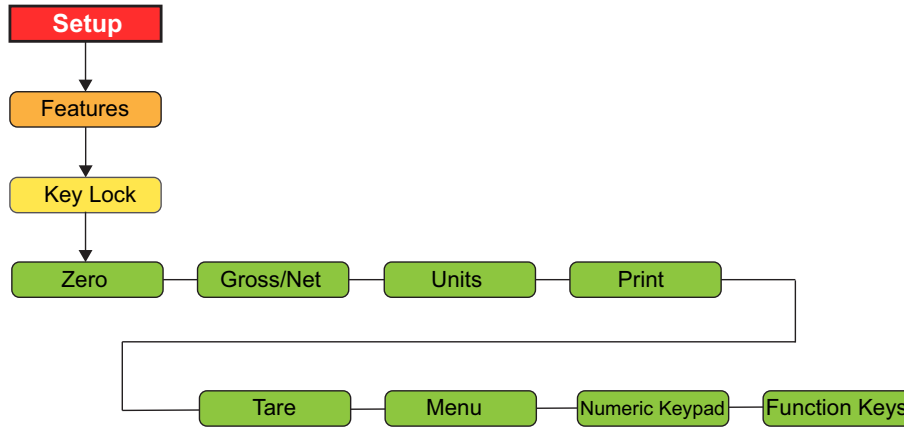 Setup
Features
Key Lock
Zero
Gross/Net
Units
Print
Tare
Menu
Numeric Keypad
Function Keys